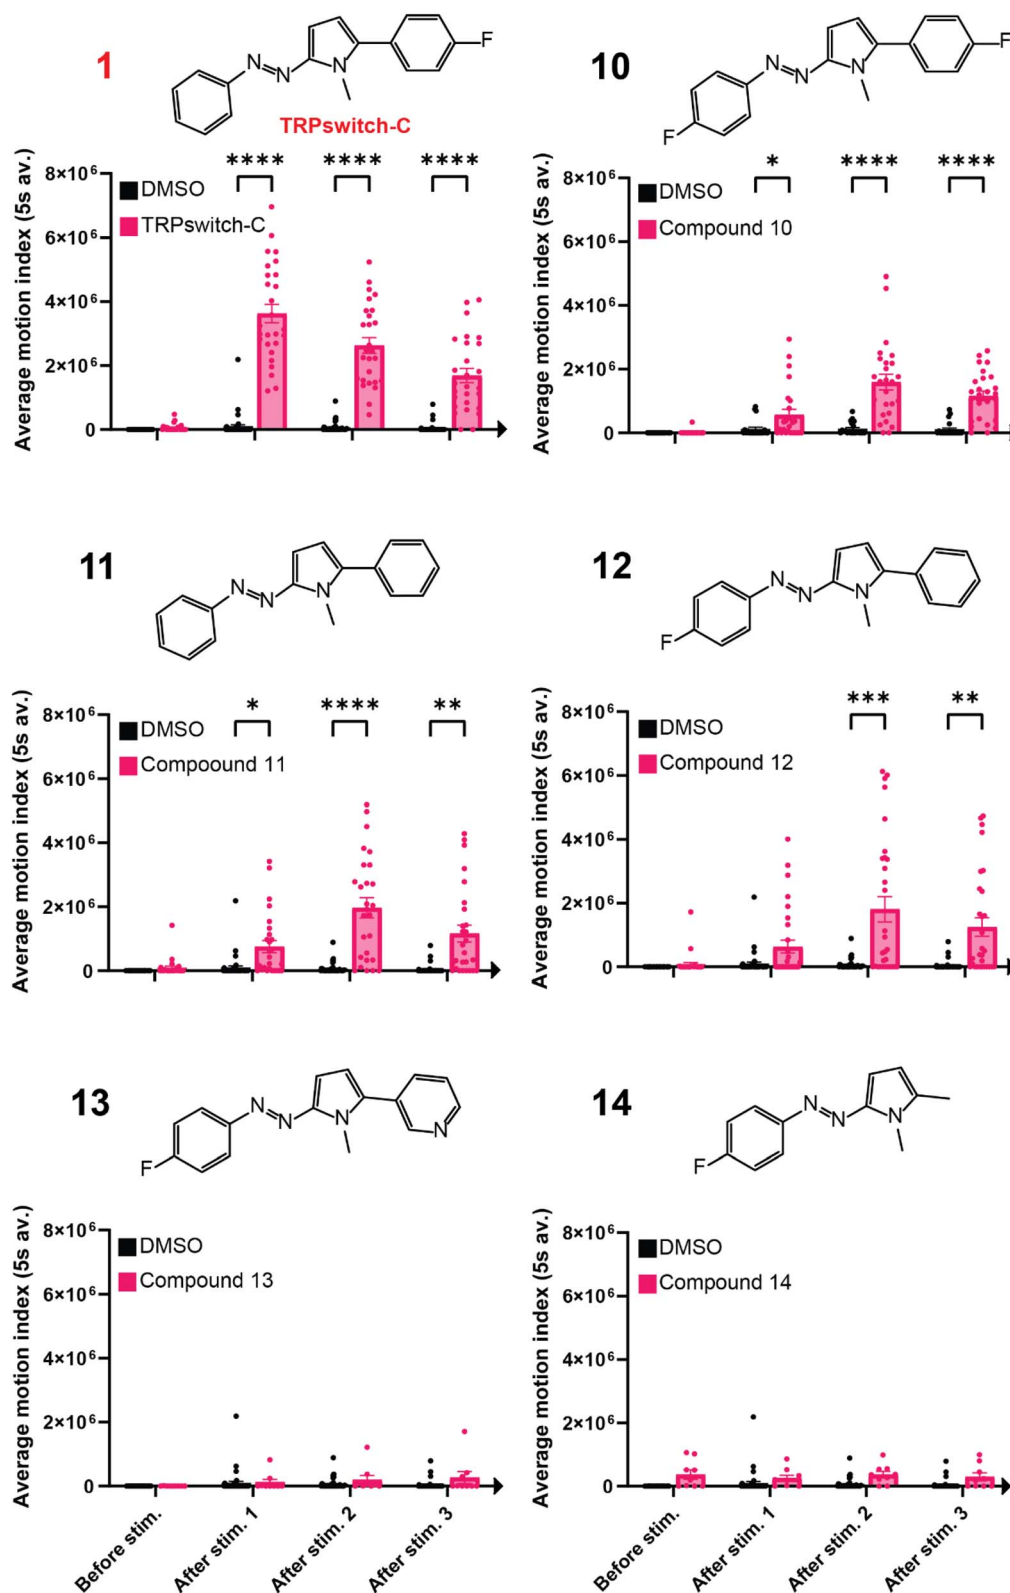 1
N
N
N
F
TRPswitch-C
10
F
N
N
N
F
Average motion index (5s av.)
8×10⁶
6×10⁶
4×10⁶
2×10⁶
0
DMSO
TRPswitch-C
****
****
****
Average motion index (5s av.)
8×10⁶
6×10⁶
4×10⁶
2×10⁶
0
DMSO
Compound 10
*
****
****
11
N
N
N
12
F
N
N
N
Average motion index (5s av.)
8×10⁶
6×10⁶
4×10⁶
2×10⁶
0
DMSO
Compoound 11
*
****
**
Average motion index (5s av.)
8×10⁶
6×10⁶
4×10⁶
2×10⁶
0
DMSO
Compound 12
***
**
13
F
N
N
N
N
14
F
N
N
N
Average motion index (5s av.)
8×10⁶
6×10⁶
4×10⁶
2×10⁶
0
DMSO
Compound 13
Before stim.
After stim. 1
After stim. 2
After stim. 3
Average motion index (5s av.)
8×10⁶
6×10⁶
4×10⁶
2×10⁶
0
DMSO
Compound 14
Before stim.
After stim. 1
After stim. 2
After stim. 3